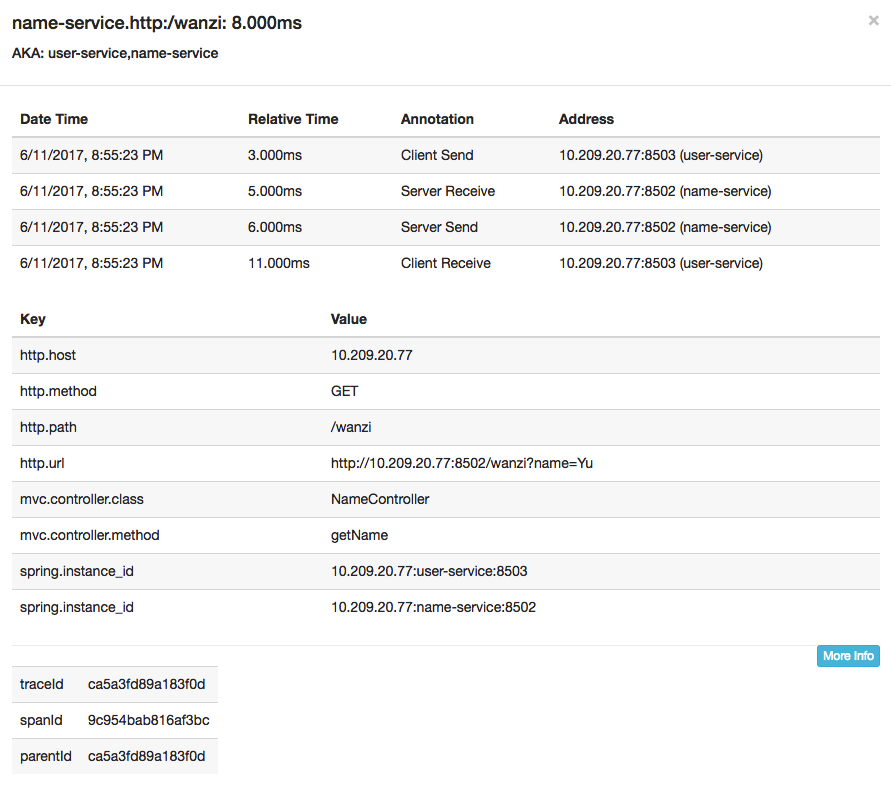 name-service.http:/wanzi: 8.000ms ×
AKA: user-service,name-service
Date Time Relative Time Annotation Address
6/11/2017, 8:55:23 PM 3.000ms Client Send 10.209.20.77:8503 (user-service)
6/11/2017, 8:55:23 PM 5.000ms Server Receive 10.209.20.77:8502 (name-service)
6/11/2017, 8:55:23 PM 6.000ms Server Send 10.209.20.77:8502 (name-service)
6/11/2017, 8:55:23 PM 11.000ms Client Receive 10.209.20.77:8503 (user-service)
Key Value
http.host 10.209.20.77
http.method GET
http.path /wanzi
http.url http://10.209.20.77:8502/wanzi?name=Yu
mvc.controller.class NameController
mvc.controller.method getName
spring.instance_id 10.209.20.77:user-service:8503
spring.instance_id 10.209.20.77:name-service:8502
More Info
traceId ca5a3fd89a183f0d
spanId 9c954bab816af3bc
parentId ca5a3fd89a183f0d